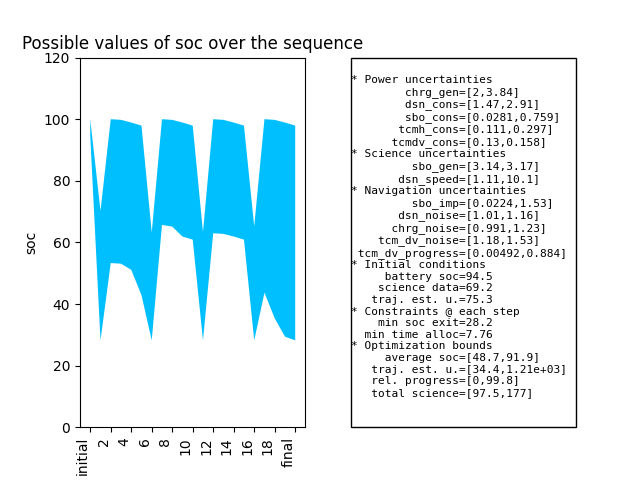 Possible values of soc over the sequence
120
100
80
60
40
20
0
soc
initial
2
4
6
8
10
12
14
16
18
final
* Power uncertainties
chrg_gen=[2,3.84]
dsn_cons=[1.47,2.91]
sbo_cons=[0.0281,0.759]
tcmh_cons=[0.111,0.297]
tcmdv_cons=[0.13,0.158]
* Science uncertainties
sbo_gen=[3.14,3.17]
dsn_speed=[1.11,10.1]
* Navigation uncertainties
sbo_imp=[0.0224,1.53]
dsn_noise=[1.01,1.16]
chrg_noise=[0.991,1.23]
tcm_dv_noise=[1.18,1.53]
tcm_dv_progress=[0.00492,0.884]
* Initial conditions
battery soc=94.5
science data=69.2
traj. est. u.=75.3
* Constraints @ each step
min soc exit=28.2
min time alloc=7.76
* Optimization bounds
average soc=[48.7,91.9]
traj. est. u.=[34.4,1.21e+03]
rel. progress=[0,99.8]
total science=[97.5,177]